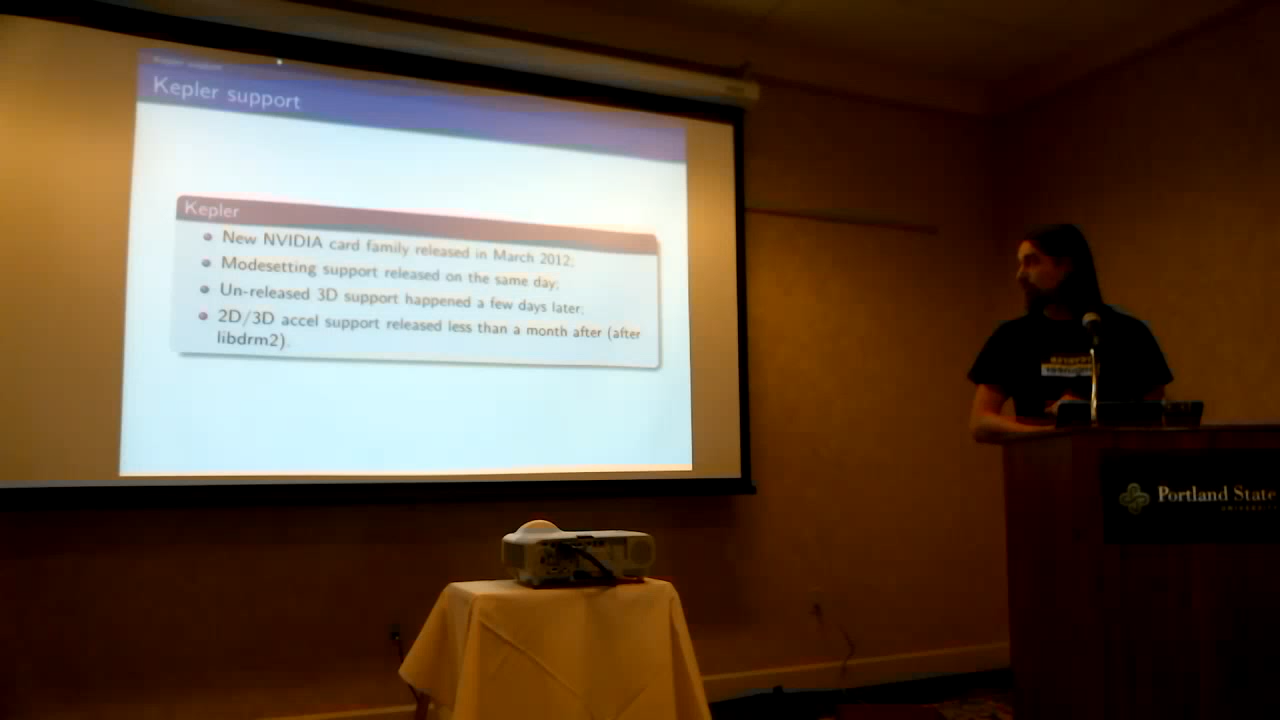 Kepler support
Kepler
New NVIDIA card family released in March 2012;
Modesetting support released on the same day;
Un-released 3D support happened a few days later;
2D/3D accel support released less than a month after (after
libdrm2).
Portland State
UNIVERSITY